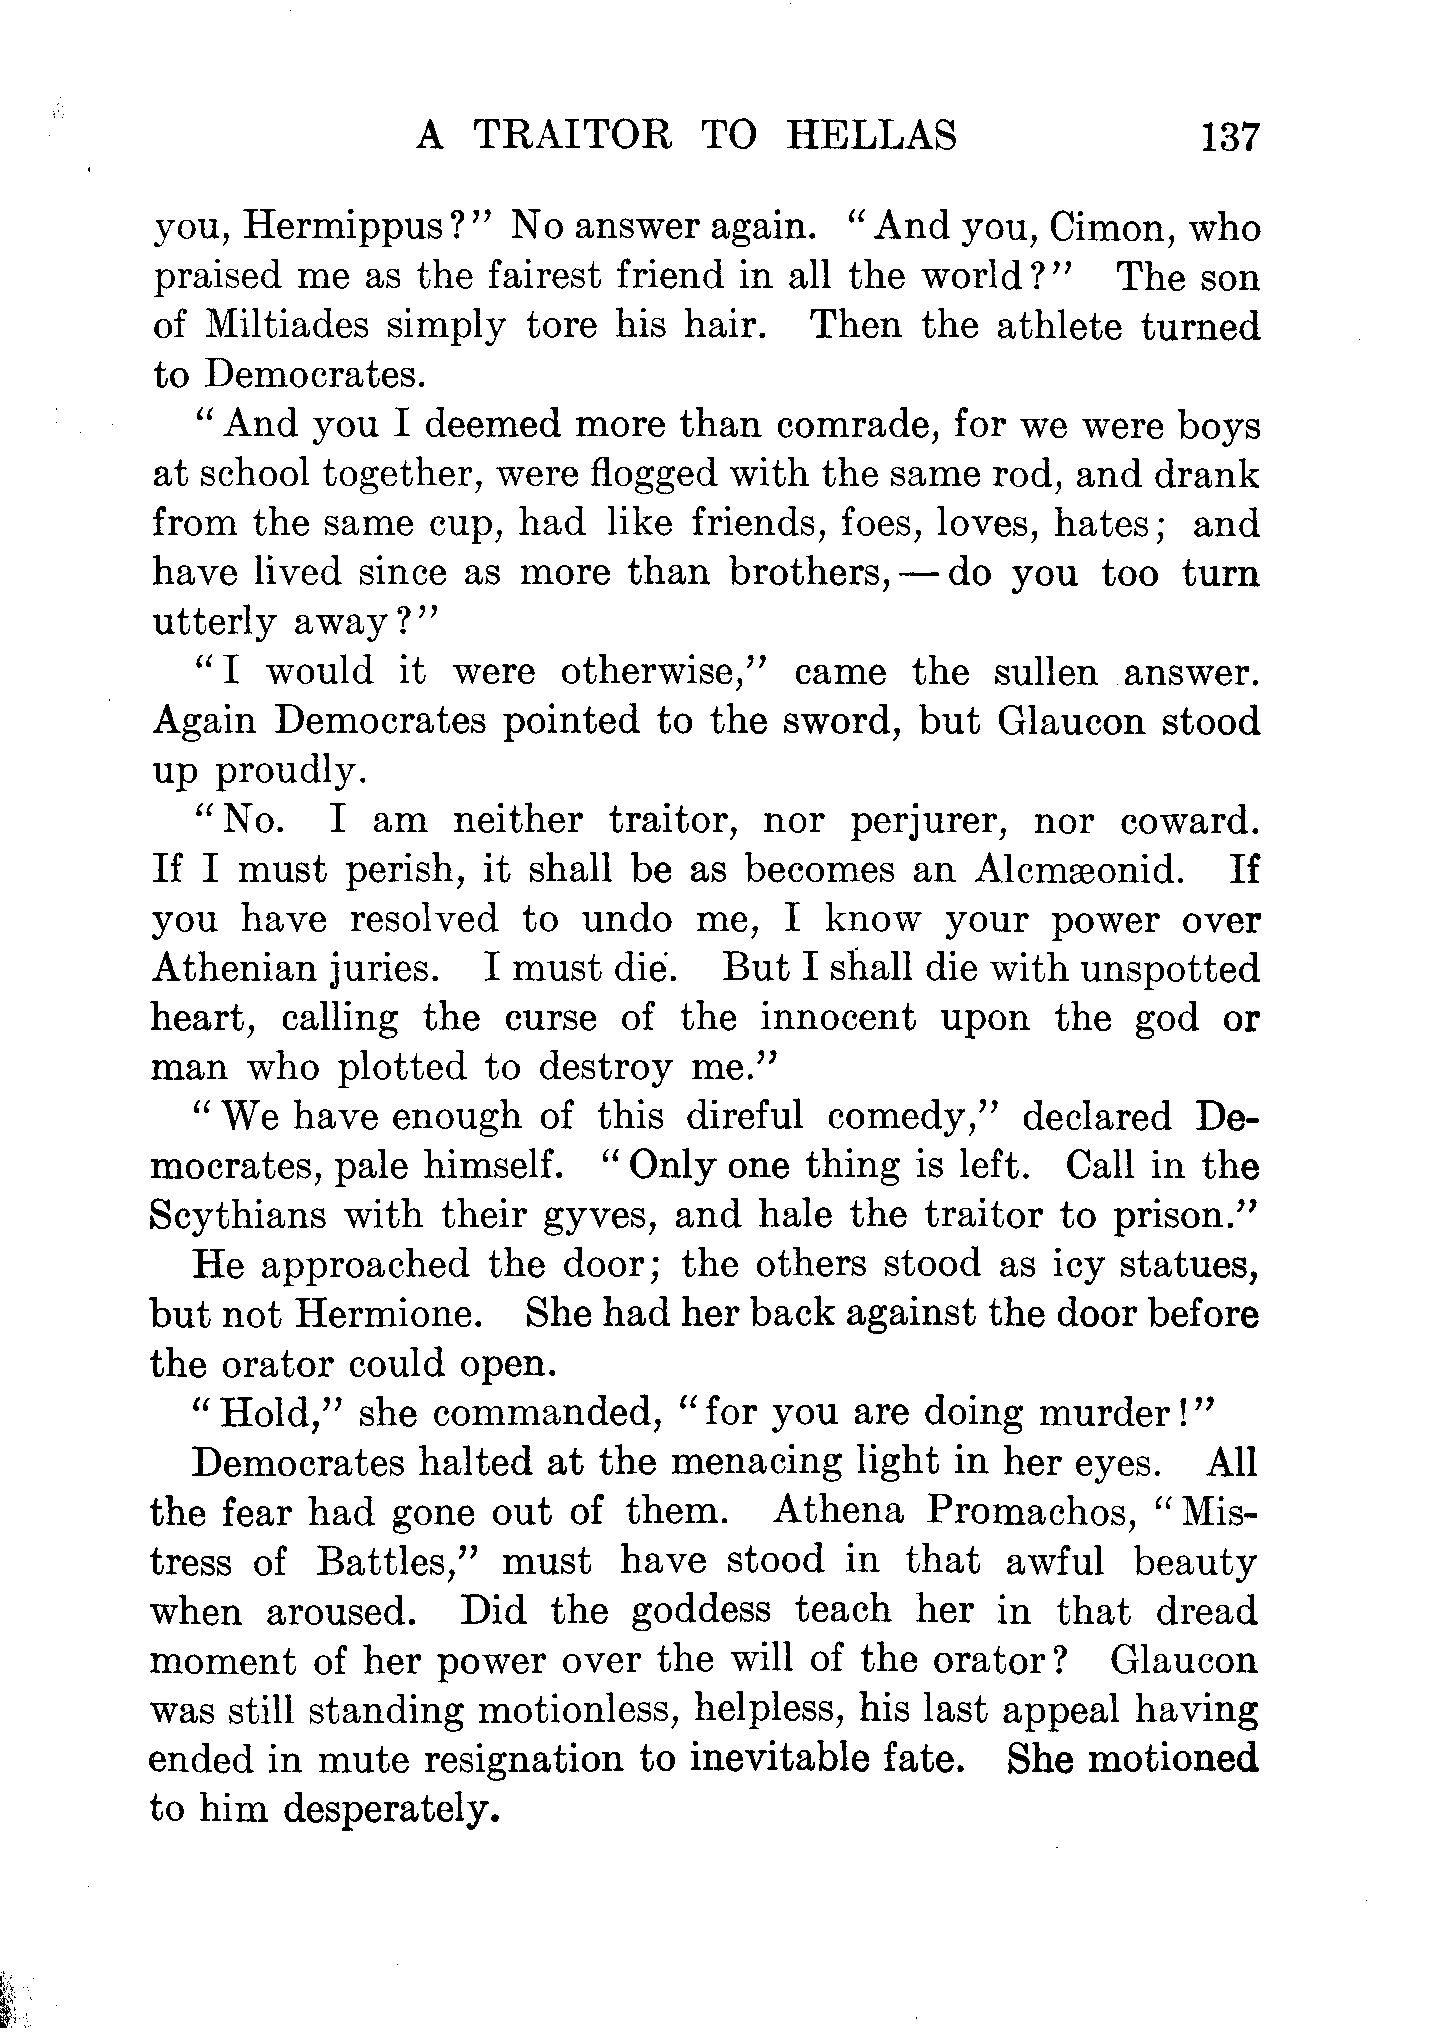 A TRAITOR TO HELLAS 137
you, Hermippus?” No answer again. “And you, Cimon, who
praised me as the fairest friend in all the world?” The son
of Miltiades simply tore his hair. Then the athlete turned
to Democrates.
“And you I deemed more than comrade, for we were boys
at school together, were flogged with the same rod, and drank
from the same cup, had like friends, foes, loves, hates; and
have lived since as more than brothers,—do you too turn
utterly away?”
“I would it were otherwise,” came the sullen answer.
Again Democrates pointed to the sword, but Glaucon stood
up proudly.
“No. I am neither traitor, nor perjurer, nor coward.
If I must perish, it shall be as becomes an Alcmæonid. If
you have resolved to undo me, I know your power over
Athenian juries. I must die. But I shall die with unspotted
heart, calling the curse of the innocent upon the god or
man who plotted to destroy me.”
“We have enough of this direful comedy,” declared De-
mocrates, pale himself. “Only one thing is left. Call in the
Scythians with their gyves, and hale the traitor to prison.”
He approached the door; the others stood as icy statues,
but not Hermione. She had her back against the door before
the orator could open.
“Hold,” she commanded, “for you are doing murder!”
Democrates halted at the menacing light in her eyes. All
the fear had gone out of them. Athena Promachos, “Mis-
tress of Battles,” must have stood in that awful beauty
when aroused. Did the goddess teach her in that dread
moment of her power over the will of the orator? Glaucon
was still standing motionless, helpless, his last appeal having
ended in mute resignation to inevitable fate. She motioned
to him desperately.